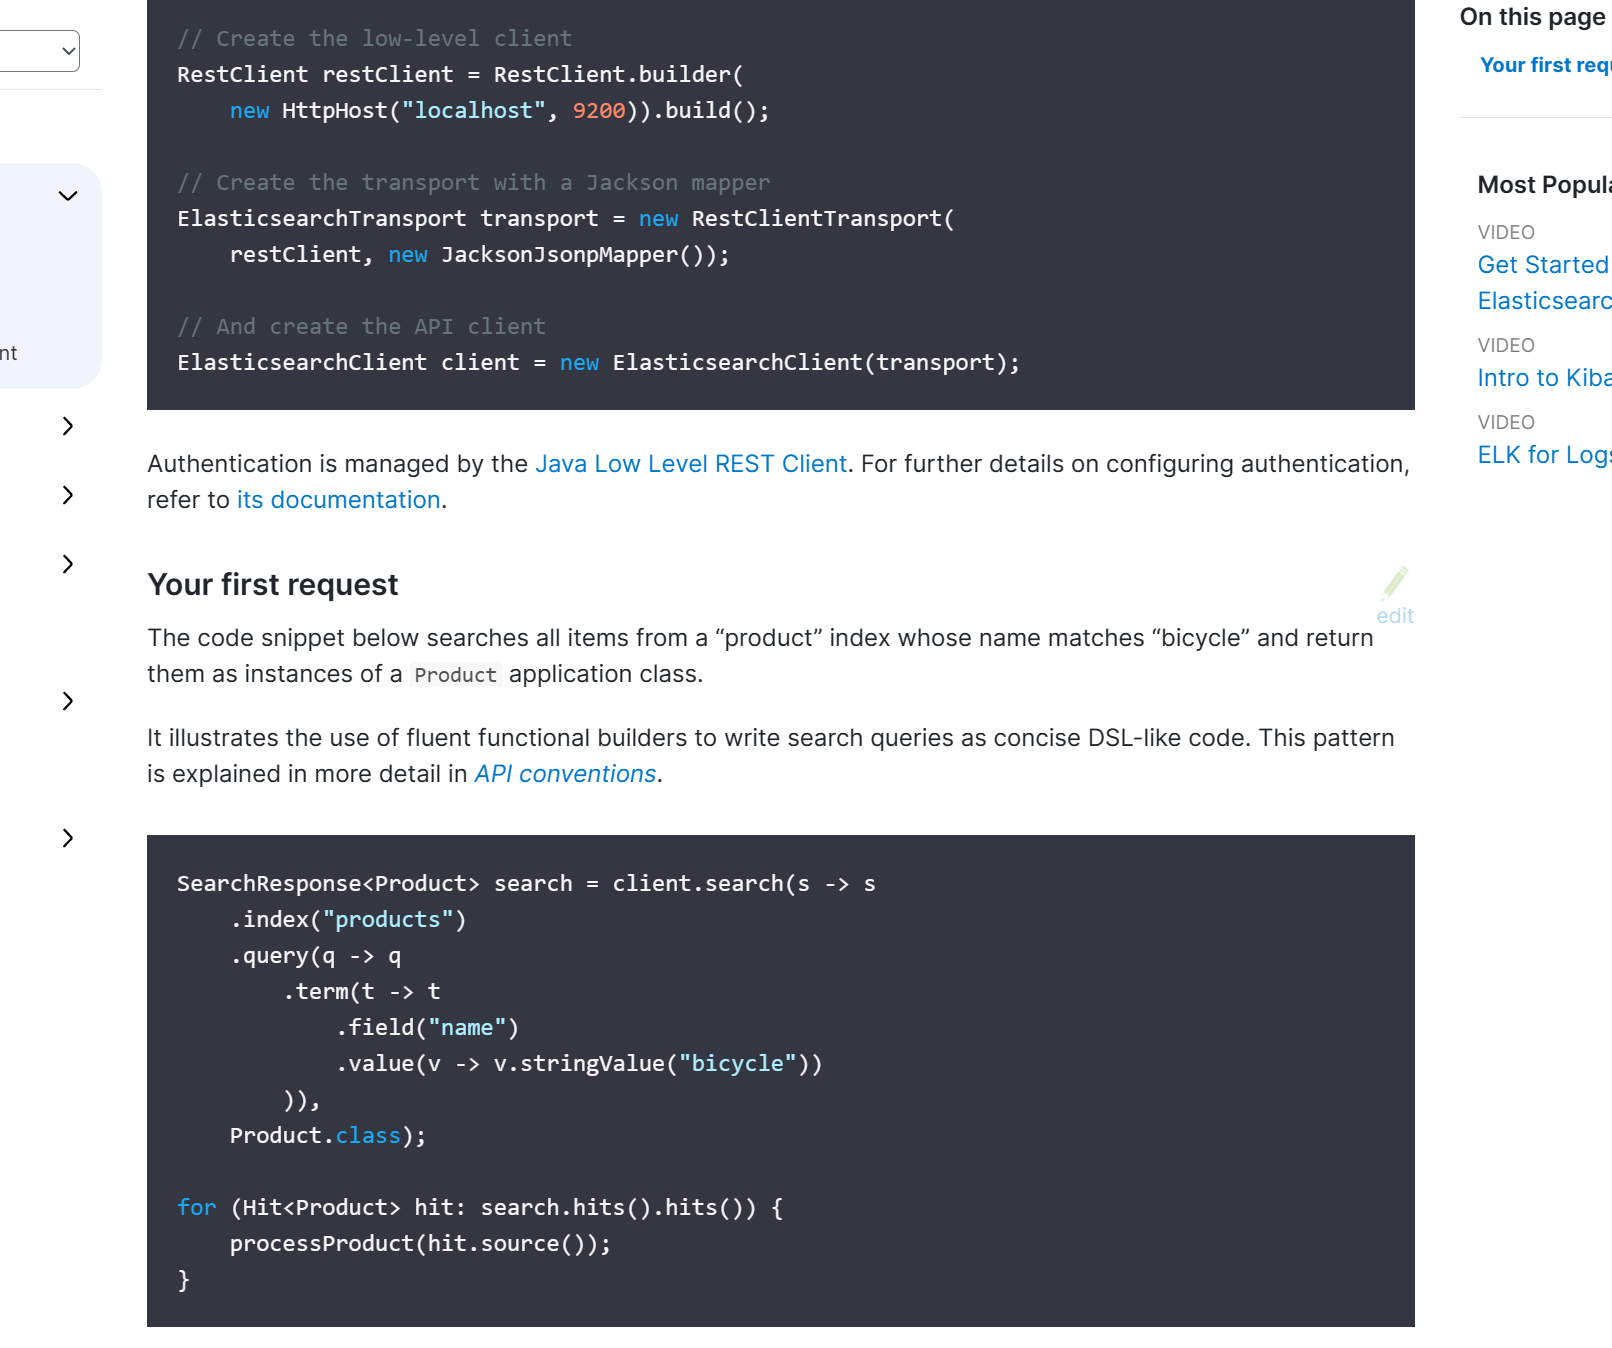 // Create the low-level client
RestClient restClient = RestClient.builder(
    new HttpHost("localhost", 9200)).build();
// Create the transport with a Jackson mapper
ElasticsearchTransport transport = new RestClientTransport(
    restClient, new JacksonJsonpMapper());
// And create the API client
ElasticsearchClient client = new ElasticsearchClient(transport);
nt
Authentication is managed by the Java Low Level REST Client. For further details on configuring authentication,
refer to its documentation.
Your first request
edit
The code snippet below searches all items from a “product” index whose name matches “bicycle” and return
them as instances of a Product application class.
It illustrates the use of fluent functional builders to write search queries as concise DSL-like code. This pattern
is explained in more detail in API conventions.
SearchResponse<Product> search = client.search(s -> s
    .index("products")
    .query(q -> q
        .term(t -> t
            .field("name")
            .value(v -> v.stringValue("bicycle"))
        )),
    Product.class);
for (Hit<Product> hit: search.hits().hits()) {
    processProduct(hit.source());
}
On this page
Your first requ
Most Popula
VIDEO
Get Started
Elasticsearc
VIDEO
Intro to Kiba
VIDEO
ELK for Logs